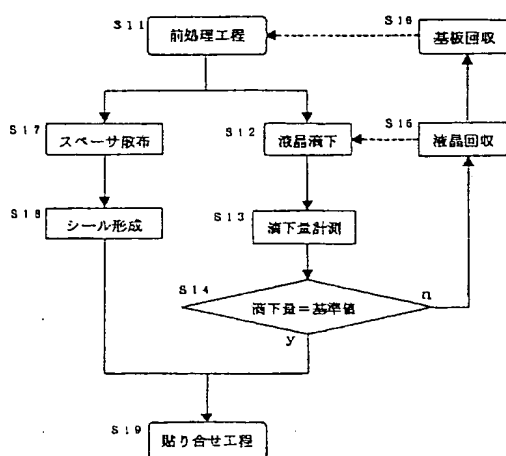 S11
前処理工程
S16
基板回収
S17
スペーサ散布
S12
液晶滴下
S15
液晶回収
S18
シール形成
S13
滴下量計測
S14
滴下量=基準値
n
y
S19
貼り合せ工程